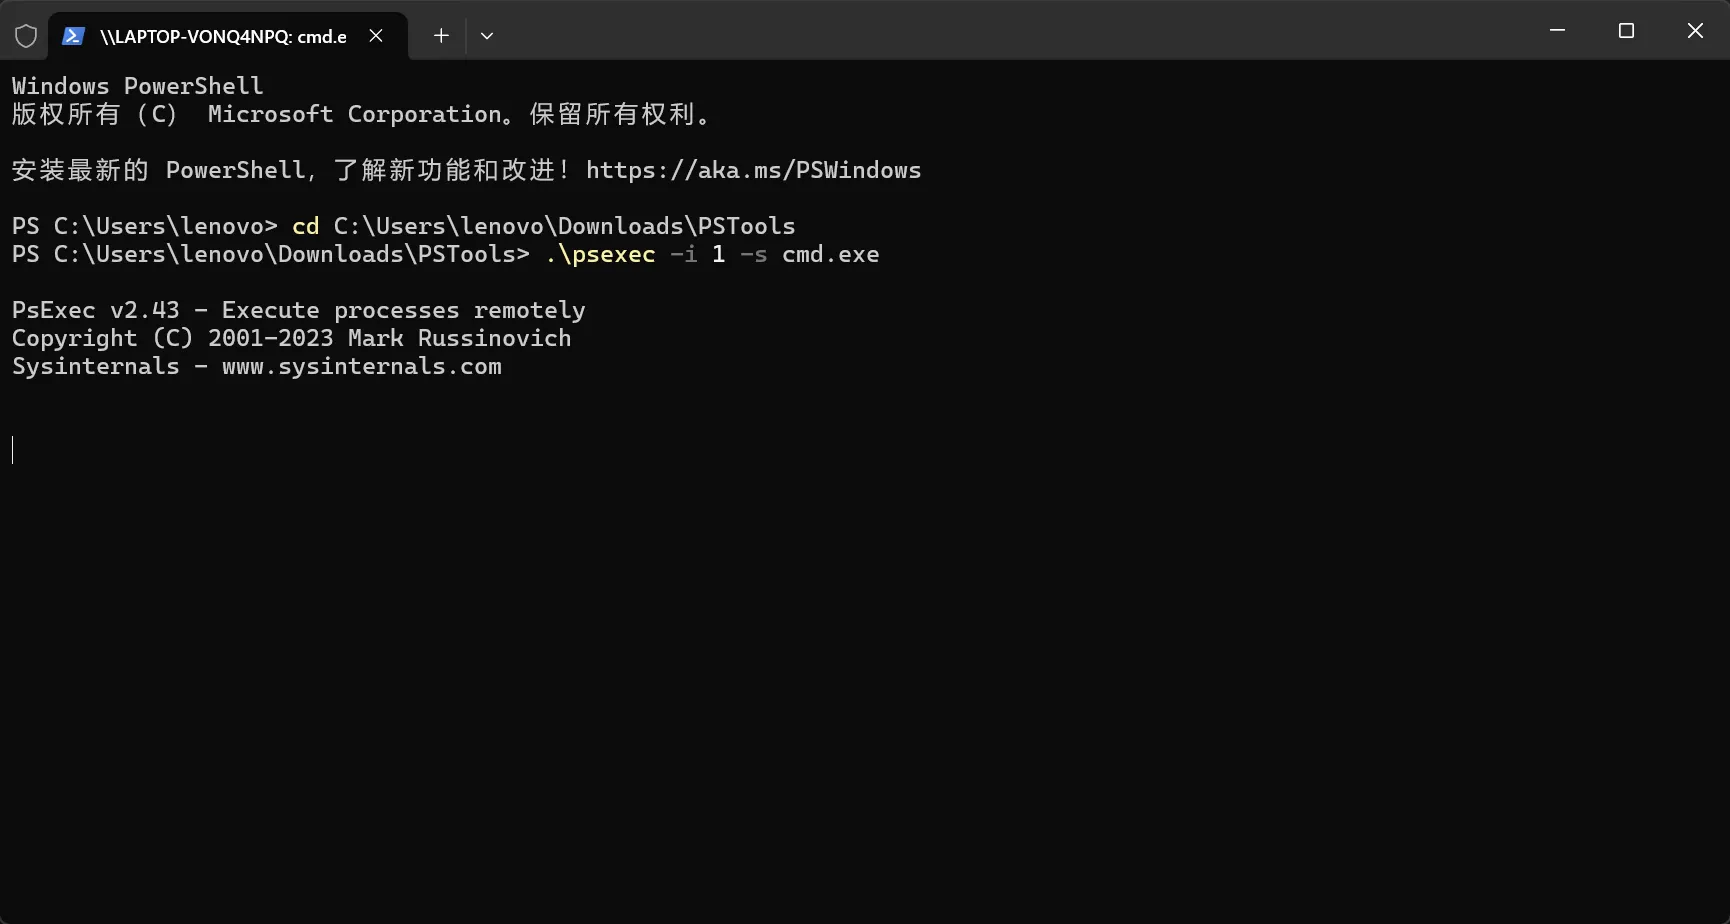 \\LAPTOP-VONQ4NPQ: cmd.e
Windows PowerShell
版权所有 (C)  Microsoft Corporation。保留所有权利。
安装最新的 PowerShell，了解新功能和改进！https://aka.ms/PSWindows
PS C:\Users\lenovo> cd C:\Users\lenovo\Downloads\PSTools
PS C:\Users\lenovo\Downloads\PSTools> .\psexec -i 1 -s cmd.exe
PsExec v2.43 - Execute processes remotely
Copyright (C) 2001-2023 Mark Russinovich
Sysinternals - www.sysinternals.com